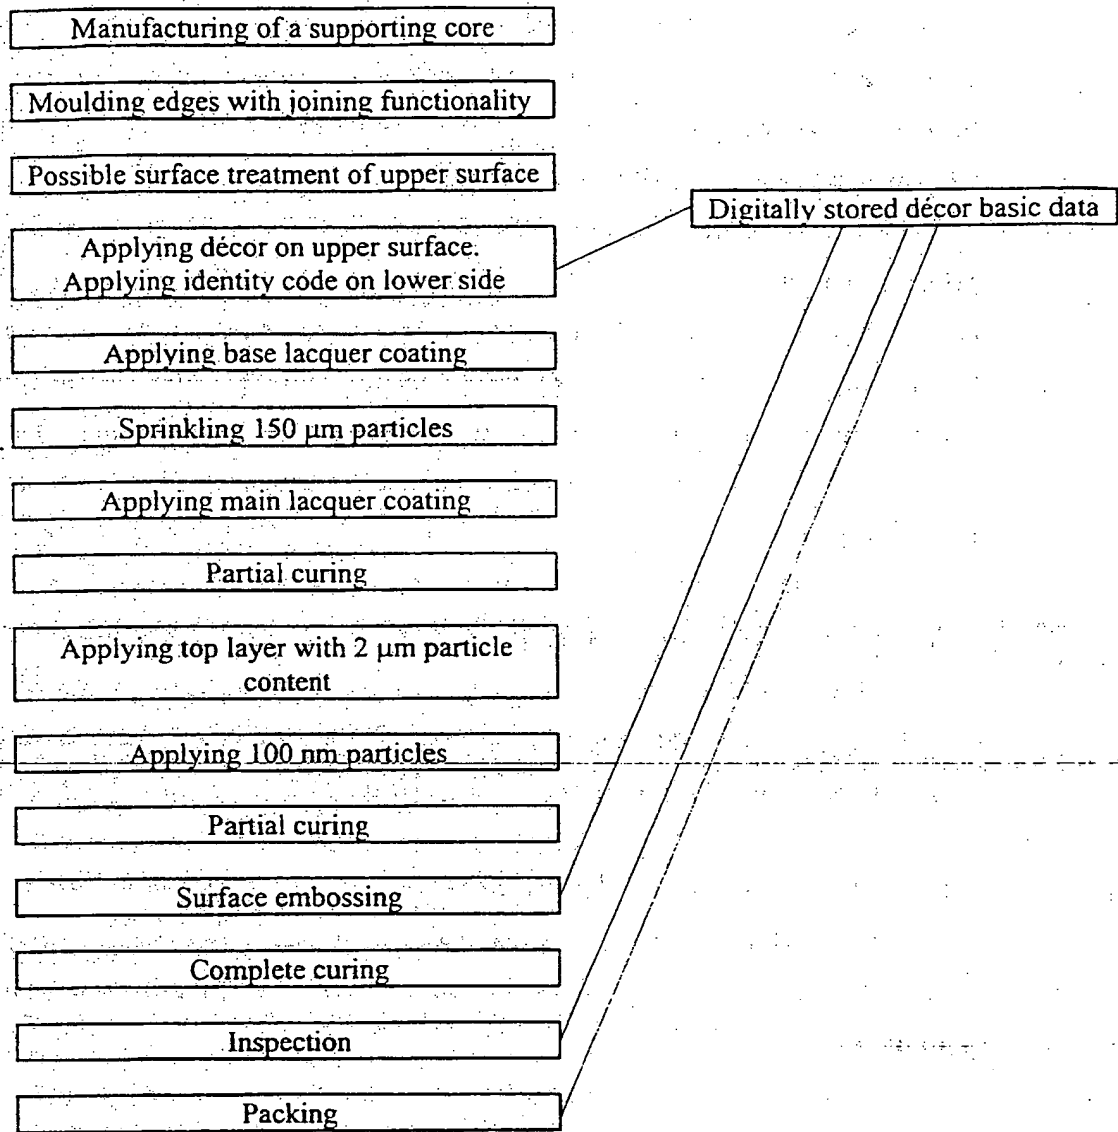 Manufacturing of a supporting core
Moulding edges with joining functionality
Possible surface treatment of upper surface
Digitally stored décor basic data
Applying décor on upper surface.
Applying identity code on lower side
Applying base lacquer coating
Sprinkling 150 µm particles
Applying main lacquer coating
Partial curing
Applying top layer with 2 µm particle
content
Applying 100 nm particles
Partial curing
Surface embossing
Complete curing
Inspection
Packing